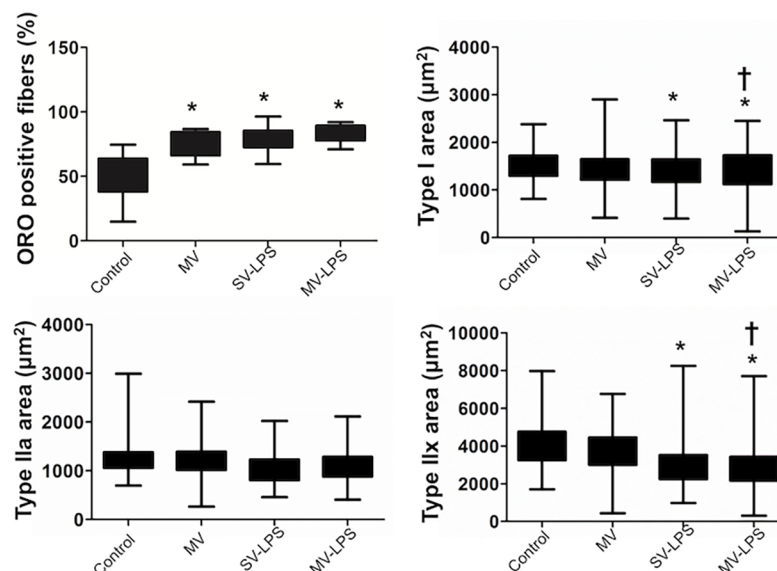 ORO positive fibers (%)
150
100
50
0
* * *
Control MV SV-LPS MV-LPS
Type I area (μm²)
4000
3000
2000
1000
0
†
* *
Control MV SV-LPS MV-LPS
Type IIa area (μm²)
4000
3000
2000
1000
0
Control MV SV-LPS MV-LPS
Type IIx area (μm²)
10000
8000
6000
4000
2000
0
†
* *
Control MV SV-LPS MV-LPS